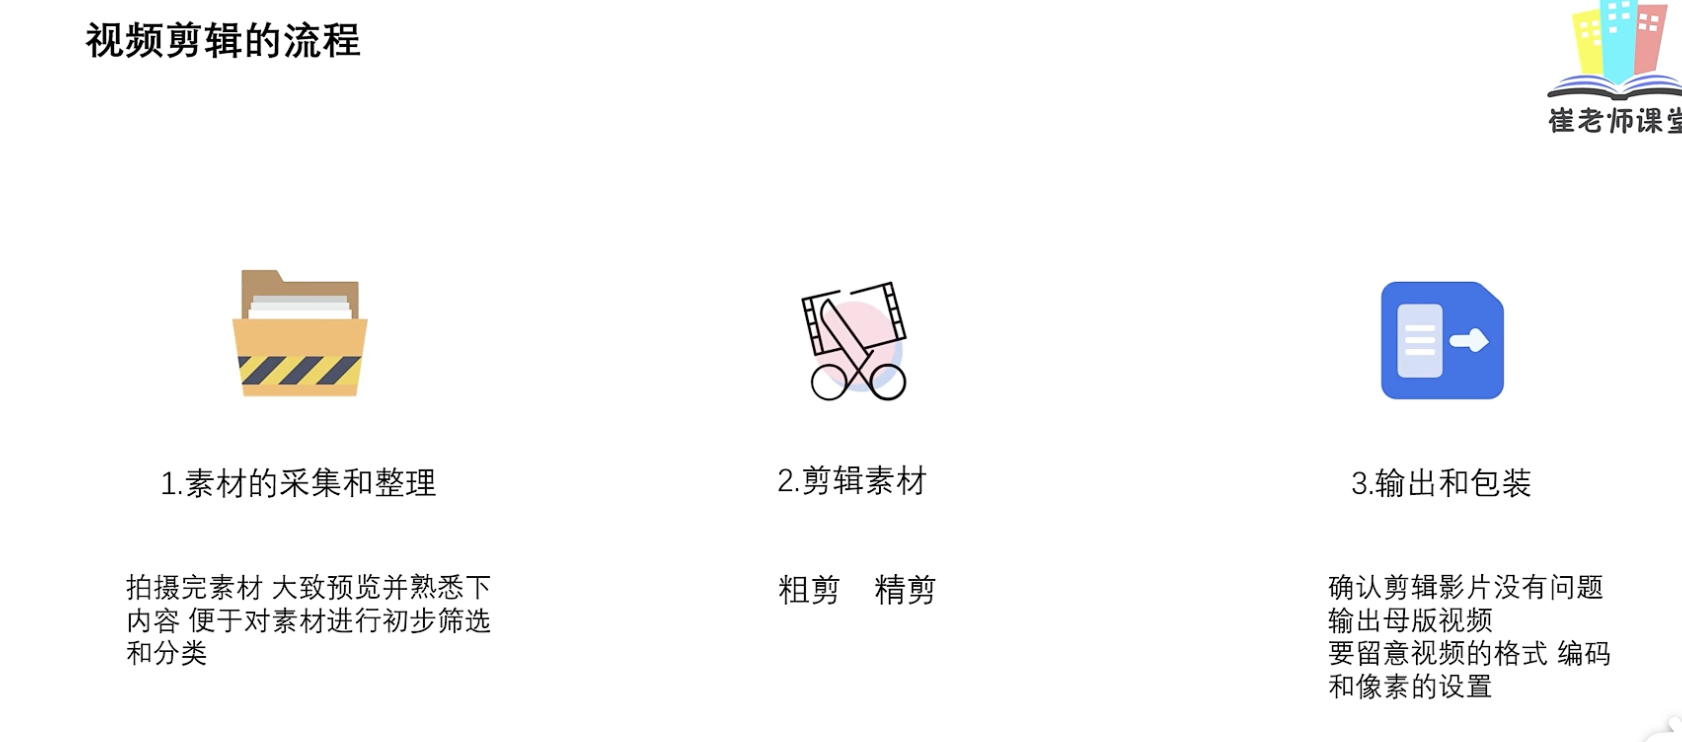 视频剪辑的流程
崔老师课堂
1.素材的采集和整理
拍摄完素材 大致预览并熟悉下
内容 便于对素材进行初步筛选
和分类
2.剪辑素材
粗剪 精剪
3.输出和包装
确认剪辑影片没有问题
输出母版视频
要留意视频的格式 编码
和像素的设置